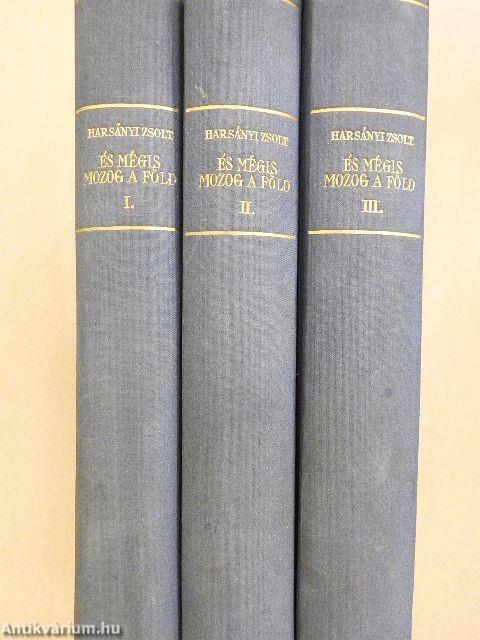 HARSÁNYI ZSOLT
ÉS MÉGIS
MOZOG A FÖLD
I.
HARSÁNYI ZSOLT
ÉS MÉGIS
MOZOG A FÖLD
II.
HARSÁNYI ZSOLT
ÉS MÉGIS
MOZOG A FÖLD
III.
Antikvárium.hu